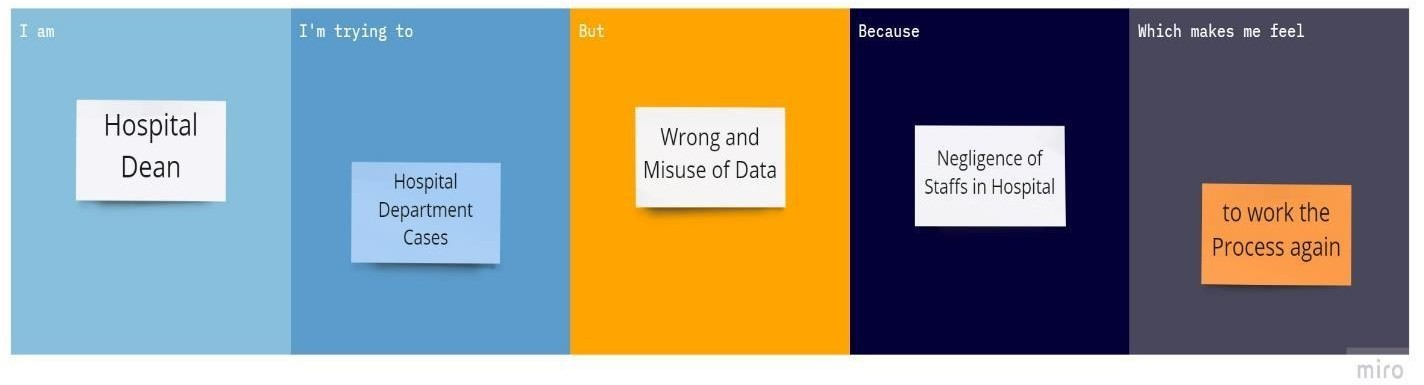 I am
Hospital
Dean
I'm trying to
Hospital
Department
Cases
But
Wrong and
Misuse of Data
Because
Negligence of
Staffs in Hospital
Which makes me feel
to work the
Process again
miro